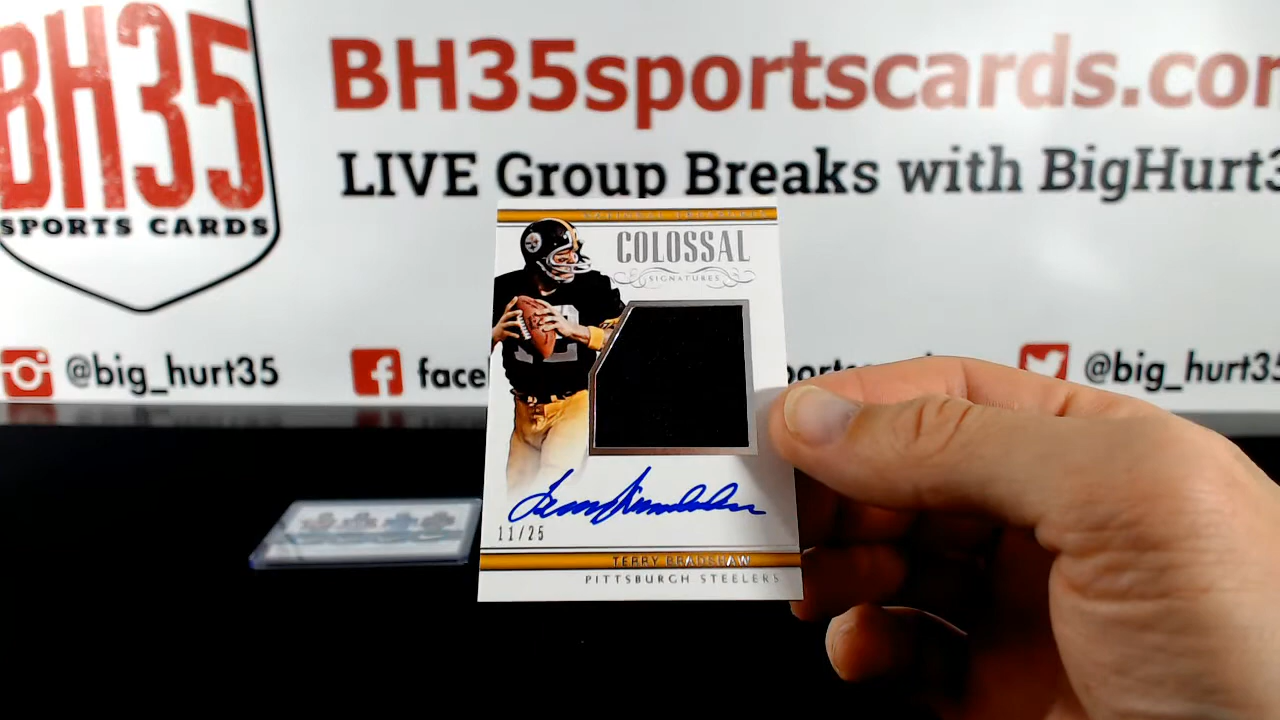 BH35
SPORTS CARDS
BH35sportscards.com
LIVE Group Breaks with BigHurt3
@big_hurt35
face
@big_hurt35
COLOSSAL
SIGNATURES
11/25
TERRY BRADSHAW
PITTSBURGH STEELERS